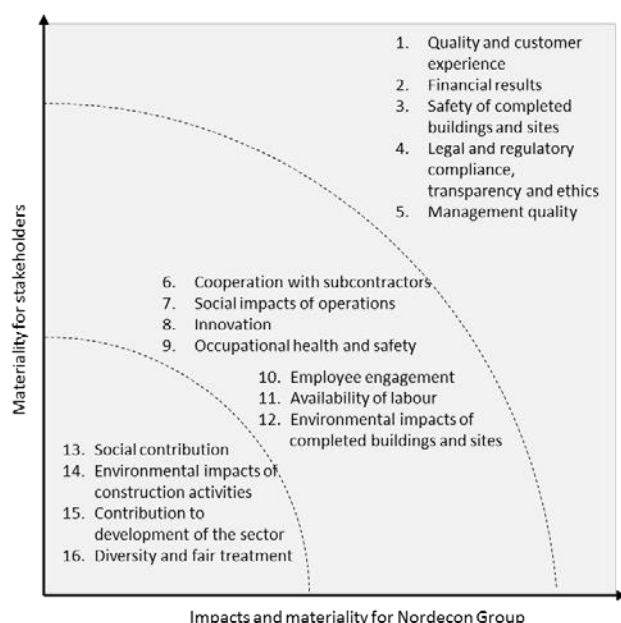 Materiality for stakeholders
1. Quality and customer
experience
2. Financial results
3. Safety of completed
buildings and sites
4. Legal and regulatory
compliance,
transparency and ethics
5. Management quality
6. Cooperation with subcontractors
7. Social impacts of operations
8. Innovation
9. Occupational health and safety
10. Employee engagement
11. Availability of labour
12. Environmental impacts of
completed buildings and sites
13. Social contribution
14. Environmental impacts of
construction activities
15. Contribution to
development of the sector
16. Diversity and fair treatment
Impacts and materiality for Nordecon Group